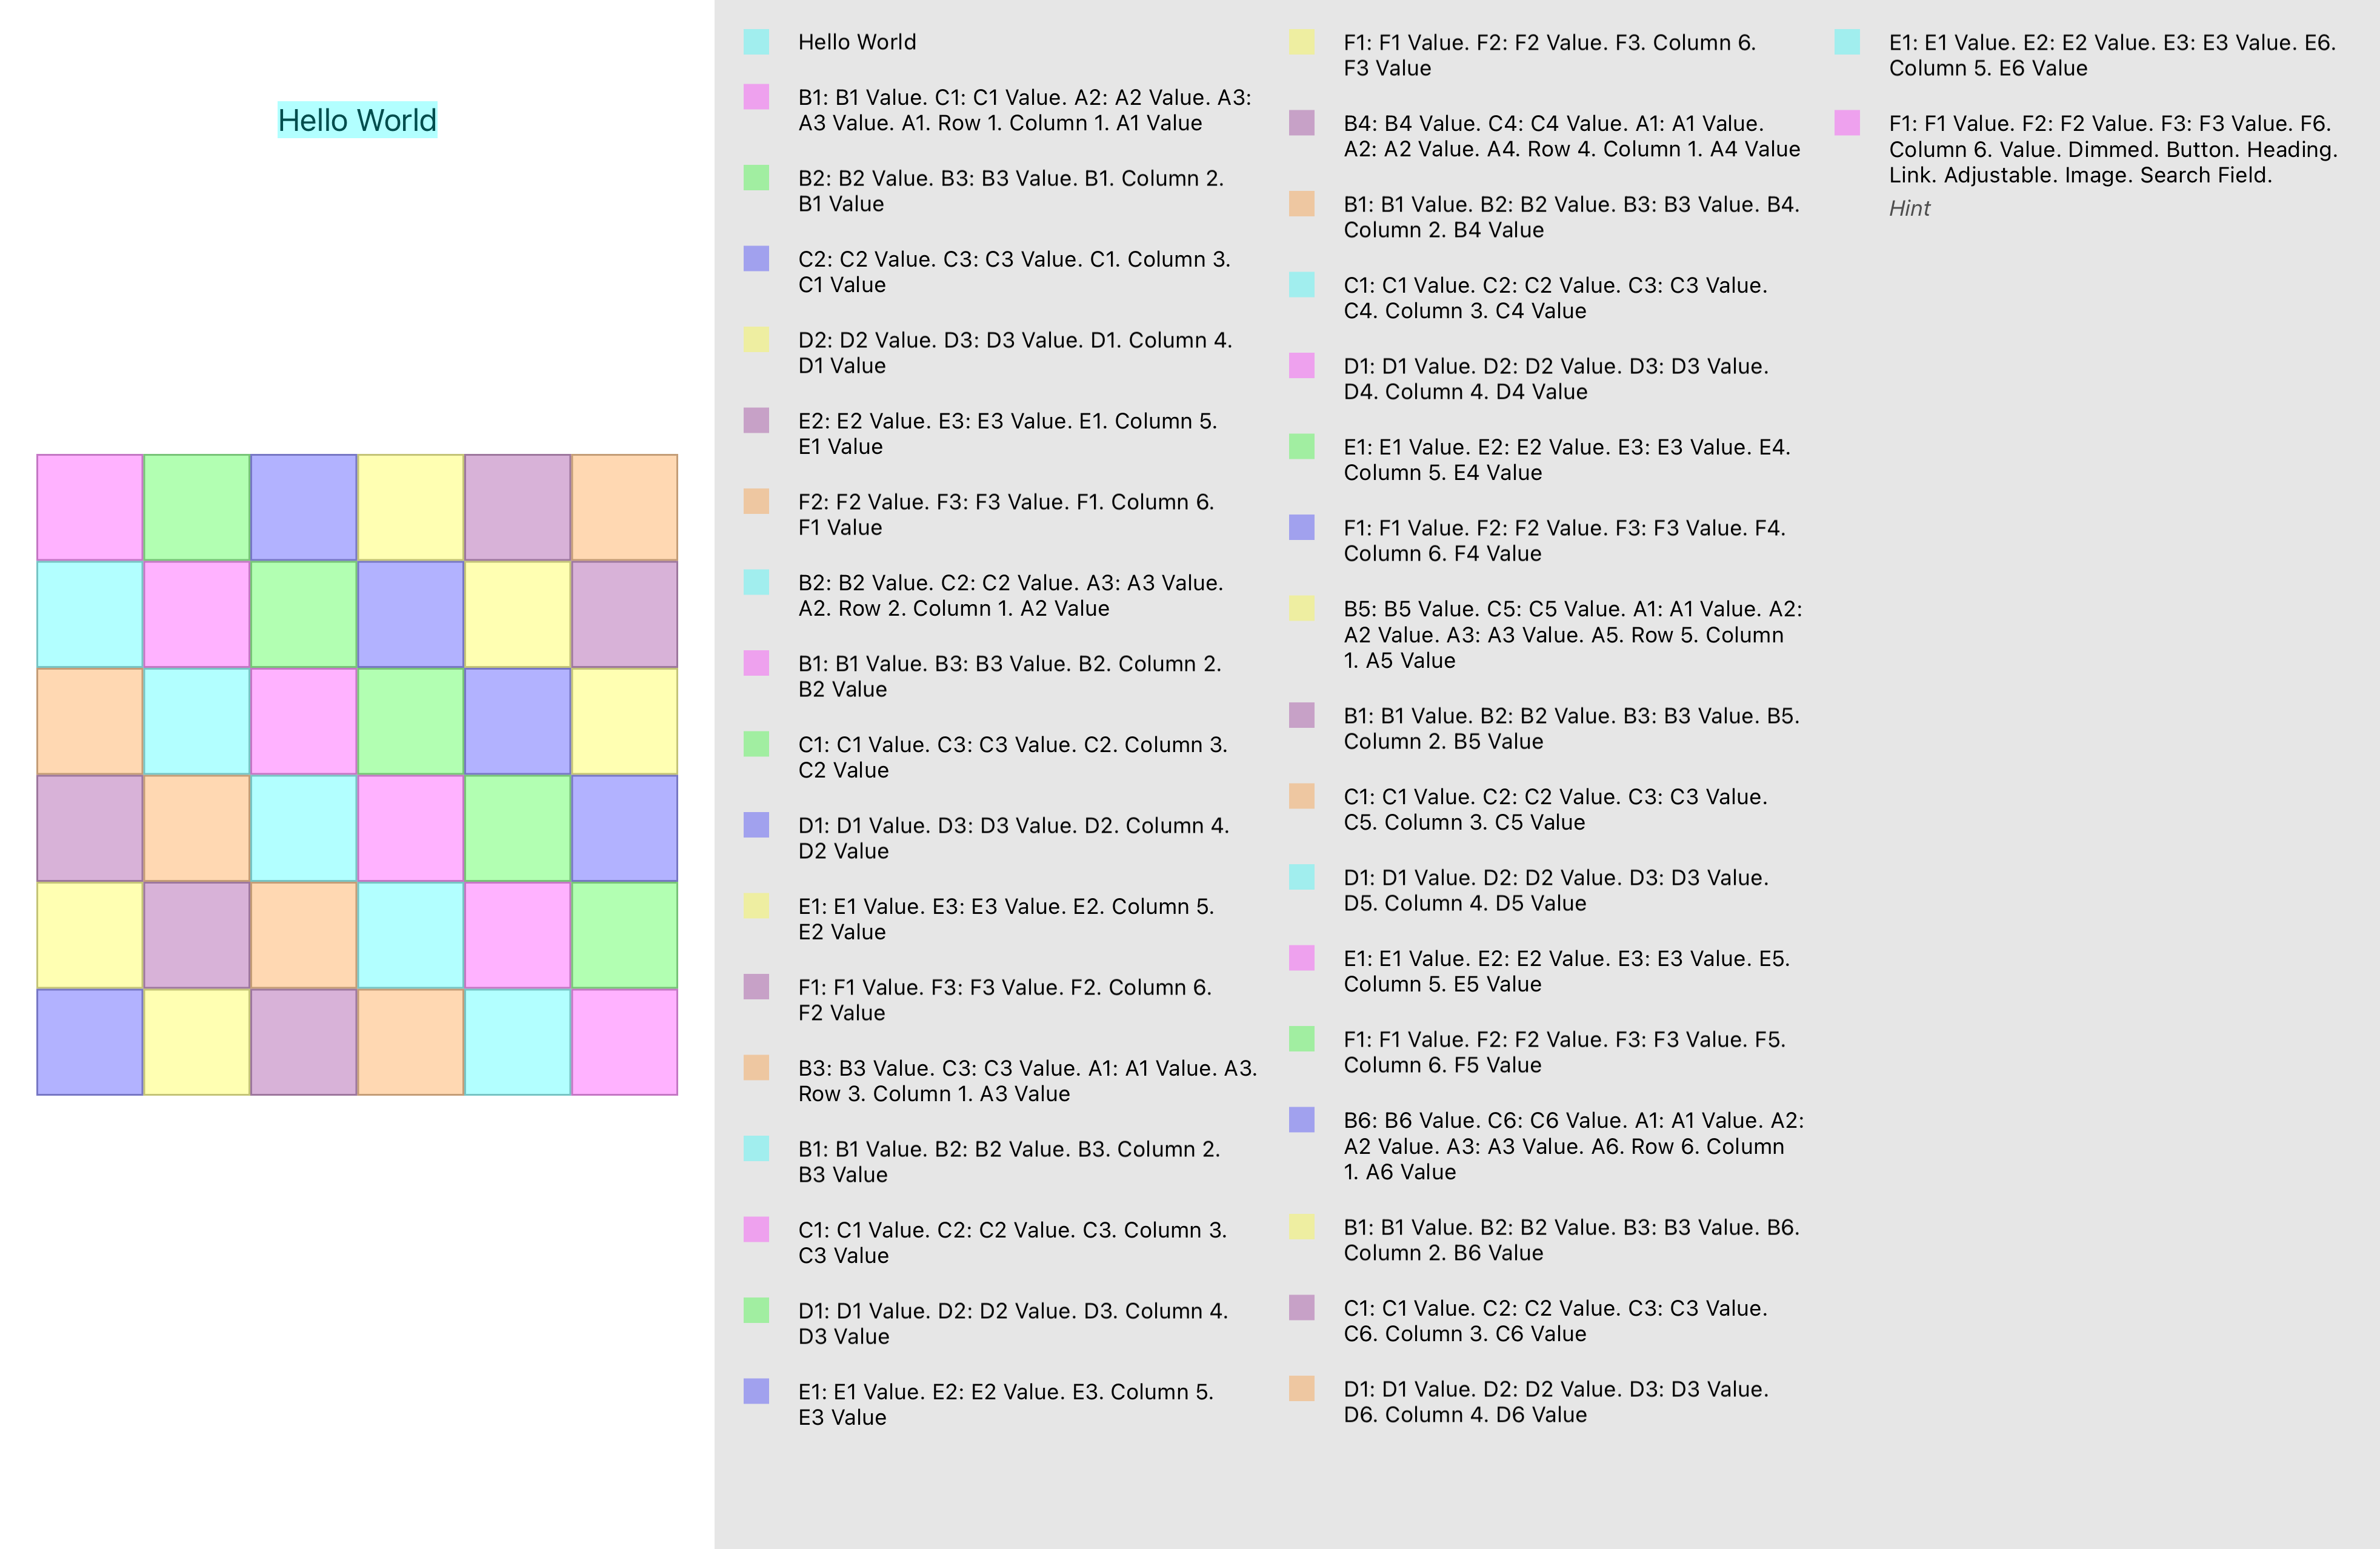 Hello World
Hello World
B1: B1 Value. C1: C1 Value. A2: A2 Value. A3:
A3 Value. A1. Row 1. Column 1. A1 Value
B2: B2 Value. B3: B3 Value. B1. Column 2.
B1 Value
C2: C2 Value. C3: C3 Value. C1. Column 3.
C1 Value
D2: D2 Value. D3: D3 Value. D1. Column 4.
D1 Value
E2: E2 Value. E3: E3 Value. E1. Column 5.
E1 Value
F2: F2 Value. F3: F3 Value. F1. Column 6.
F1 Value
B2: B2 Value. C2: C2 Value. A3: A3 Value.
A2. Row 2. Column 1. A2 Value
B1: B1 Value. B3: B3 Value. B2. Column 2.
B2 Value
C1: C1 Value. C3: C3 Value. C2. Column 3.
C2 Value
D1: D1 Value. D3: D3 Value. D2. Column 4.
D2 Value
E1: E1 Value. E3: E3 Value. E2. Column 5.
E2 Value
F1: F1 Value. F3: F3 Value. F2. Column 6.
F2 Value
B3: B3 Value. C3: C3 Value. A1: A1 Value. A3.
Row 3. Column 1. A3 Value
B1: B1 Value. B2: B2 Value. B3. Column 2.
B3 Value
C1: C1 Value. C2: C2 Value. C3. Column 3.
C3 Value
D1: D1 Value. D2: D2 Value. D3. Column 4.
D3 Value
E1: E1 Value. E2: E2 Value. E3. Column 5.
E3 Value
F1: F1 Value. F2: F2 Value. F3. Column 6.
F3 Value
B4: B4 Value. C4: C4 Value. A1: A1 Value.
A2: A2 Value. A4. Row 4. Column 1. A4 Value
B1: B1 Value. B2: B2 Value. B3: B3 Value. B4.
Column 2. B4 Value
C1: C1 Value. C2: C2 Value. C3: C3 Value.
C4. Column 3. C4 Value
D1: D1 Value. D2: D2 Value. D3: D3 Value.
D4. Column 4. D4 Value
E1: E1 Value. E2: E2 Value. E3: E3 Value. E4.
Column 5. E4 Value
F1: F1 Value. F2: F2 Value. F3: F3 Value. F4.
Column 6. F4 Value
B5: B5 Value. C5: C5 Value. A1: A1 Value. A2:
A2 Value. A3: A3 Value. A5. Row 5. Column
1. A5 Value
B1: B1 Value. B2: B2 Value. B3: B3 Value. B5.
Column 2. B5 Value
C1: C1 Value. C2: C2 Value. C3: C3 Value.
C5. Column 3. C5 Value
D1: D1 Value. D2: D2 Value. D3: D3 Value.
D5. Column 4. D5 Value
E1: E1 Value. E2: E2 Value. E3: E3 Value. E5.
Column 5. E5 Value
F1: F1 Value. F2: F2 Value. F3: F3 Value. F5.
Column 6. F5 Value
B6: B6 Value. C6: C6 Value. A1: A1 Value. A2:
A2 Value. A3: A3 Value. A6. Row 6. Column
1. A6 Value
B1: B1 Value. B2: B2 Value. B3: B3 Value. B6.
Column 2. B6 Value
C1: C1 Value. C2: C2 Value. C3: C3 Value.
C6. Column 3. C6 Value
D1: D1 Value. D2: D2 Value. D3: D3 Value.
D6. Column 4. D6 Value
E1: E1 Value. E2: E2 Value. E3: E3 Value. E6.
Column 5. E6 Value
F1: F1 Value. F2: F2 Value. F3: F3 Value. F6.
Column 6. Value. Dimmed. Button. Heading.
Link. Adjustable. Image. Search Field.
Hint